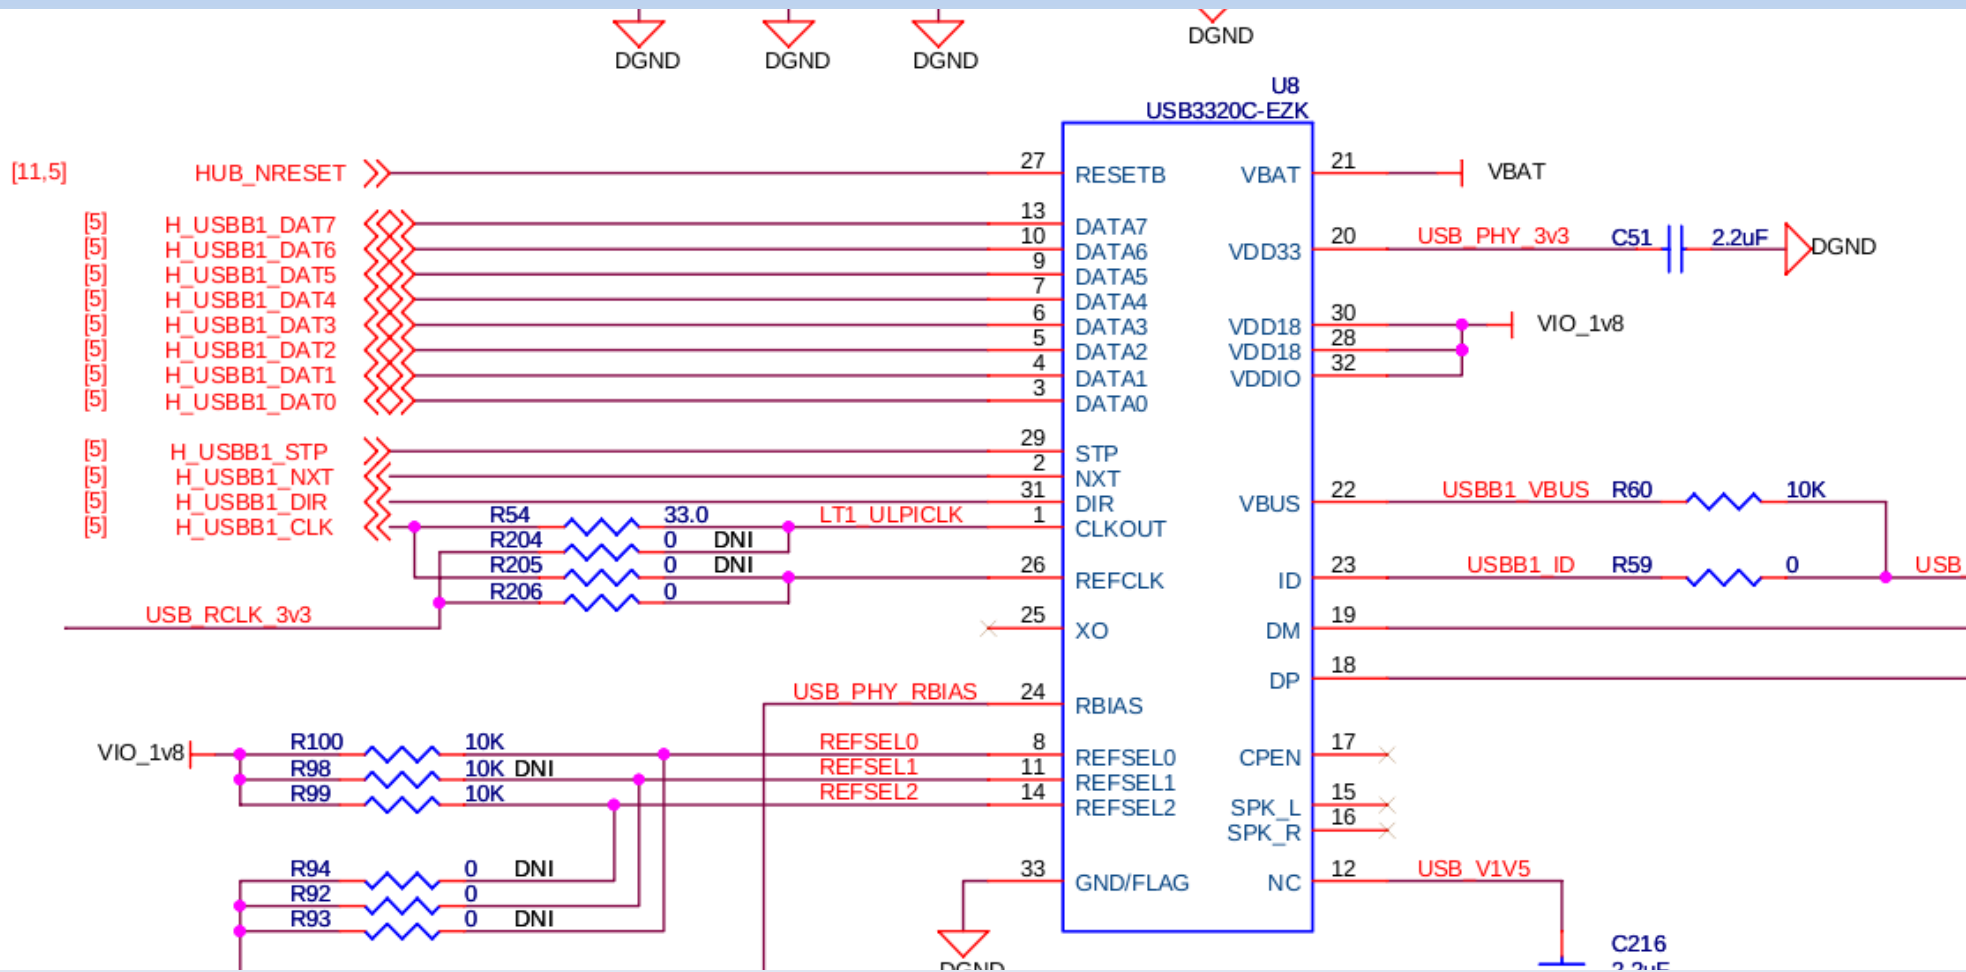 DGND DGND DGND DGND
U8
USB3320C-EZK
[11,5] HUB_NRESET 27 RESETB VBAT 21 VBAT
[5] H_USBB1_DAT7 13 DATA7
[5] H_USBB1_DAT6 10 DATA6 VDD33 20 USB_PHY_3v3 C51 2.2uF DGND
[5] H_USBB1_DAT5 9 DATA5
[5] H_USBB1_DAT4 7 DATA4
[5] H_USBB1_DAT3 6 DATA3 VDD18 30 VIO_1v8
[5] H_USBB1_DAT2 5 DATA2 VDD18 28
[5] H_USBB1_DAT1 4 DATA1 VDDIO 32
[5] H_USBB1_DAT0 3 DATA0
[5] H_USBB1_STP 29 STP
[5] H_USBB1_NXT 2 NXT
[5] H_USBB1_DIR 31 DIR VBUS 22 USBB1_VBUS R60 10K
[5] H_USBB1_CLK R54 33.0 LT1_ULPICLK 1 CLKOUT
R204 0 DNI
R205 0 DNI 26 REFCLK ID 23 USBB1_ID R59 0 USB
R206 0
USB_RCLK_3v3 25 XO DM 19
DP 18
USB_PHY_RBIAS 24 RBIAS
VIO_1v8 R100 10K REFSEL0 8 REFSEL0 CPEN 17
R98 10K DNI REFSEL1 11 REFSEL1
R99 10K REFSEL2 14 REFSEL2 SPK_L 15
SPK_R 16
R94 0 DNI 33 GND/FLAG NC 12 USB_V1V5
R92 0
R93 0 DNI
C216
DGND 2.2uF